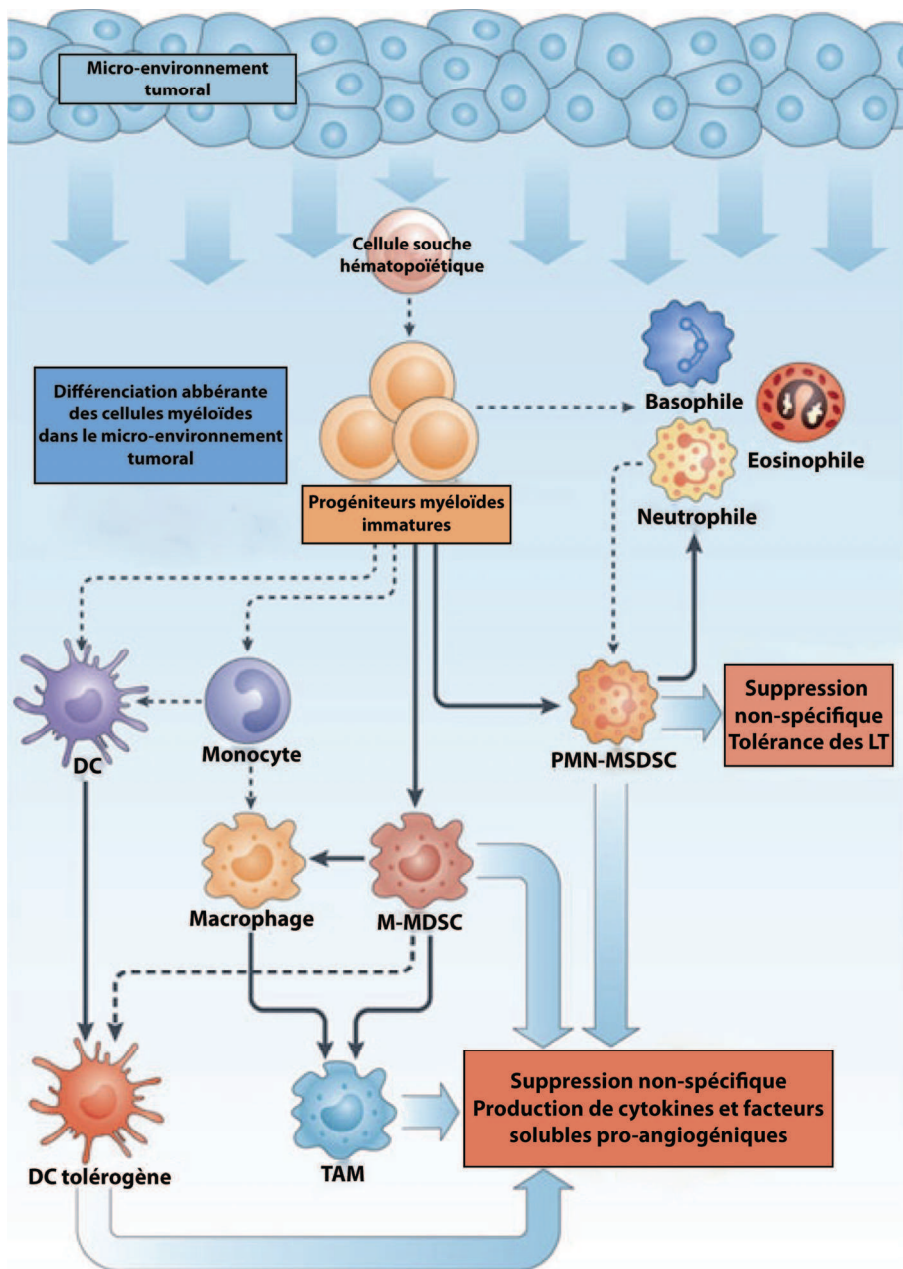 Micro-environnement
tumoral
Cellule souche
hématopoïétique
Différenciation abbérante
des cellules myéloïdes
dans le micro-environnement
tumoral
Basophile
Eosinophile
Neutrophile
Progéniteurs myéloïdes
immatures
DC
Monocyte
PMN-MSDSC
Suppression
non-spécifique
Tolérance des LT
Macrophage
M-MDSC
DC tolérogène
TAM
Suppression non-spécifique
Production de cytokines et facteurs
solubles pro-angiogéniques